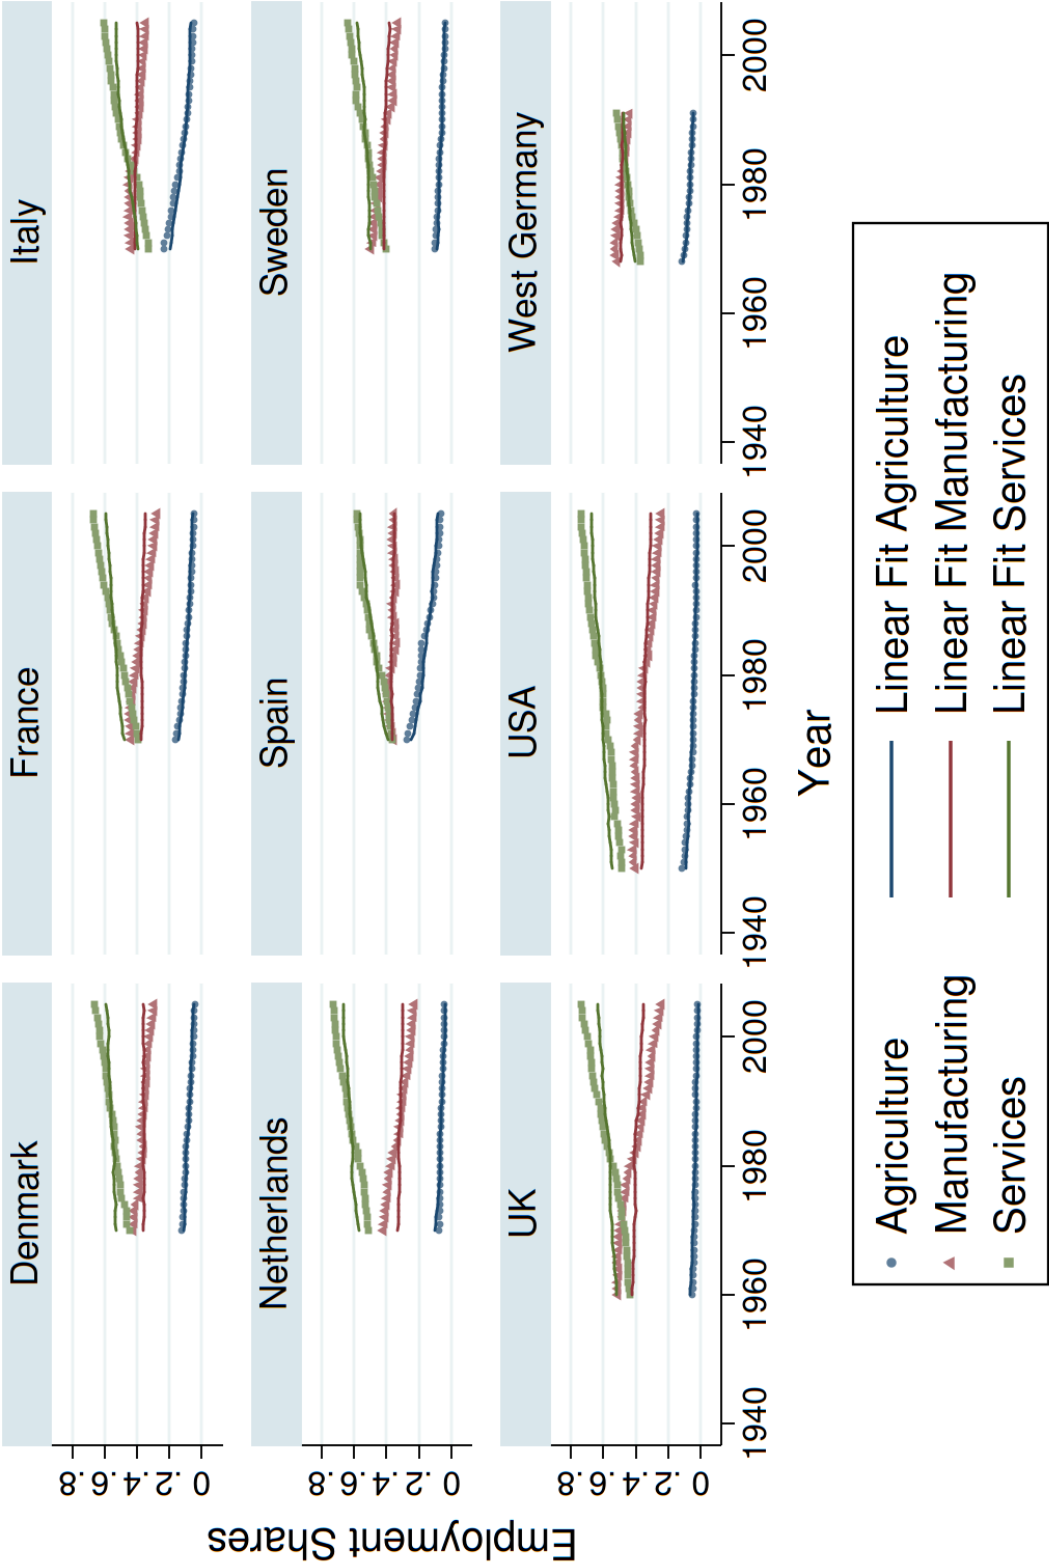 Denmark
France
Italy
.8
.6
.4
.2
0
Netherlands
Spain
Sweden
.8
.6
.4
.2
0
UK
USA
West Germany
.8
.6
.4
.2
0
1940 1960 1980 2000
1940 1960 1980 2000
1940 1960 1980 2000
Employment Shares
Year
Agriculture Linear Fit Agriculture
Manufacturing Linear Fit Manufacturing
Services Linear Fit Services